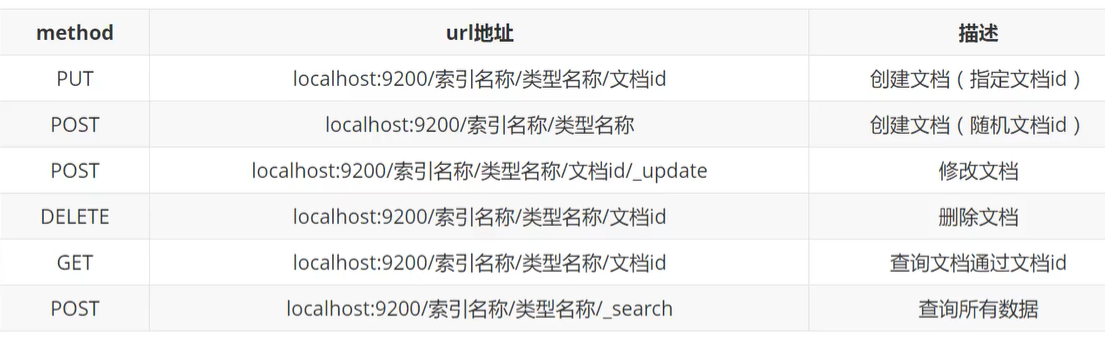 method url地址 描述
PUT localhost:9200/索引名称/类型名称/文档id 创建文档（指定文档id）
POST localhost:9200/索引名称/类型名称 创建文档（随机文档id）
POST localhost:9200/索引名称/类型名称/文档id/_update 修改文档
DELETE localhost:9200/索引名称/类型名称/文档id 删除文档
GET localhost:9200/索引名称/类型名称/文档id 查询文档通过文档id
POST localhost:9200/索引名称/类型名称/_search 查询所有数据